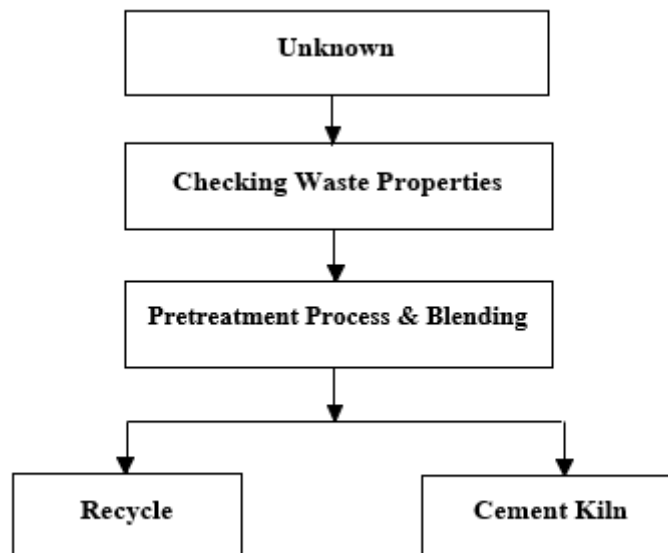 Unknown
Checking Waste Properties
Pretreatment Process & Blending
Recycle
Cement Kiln